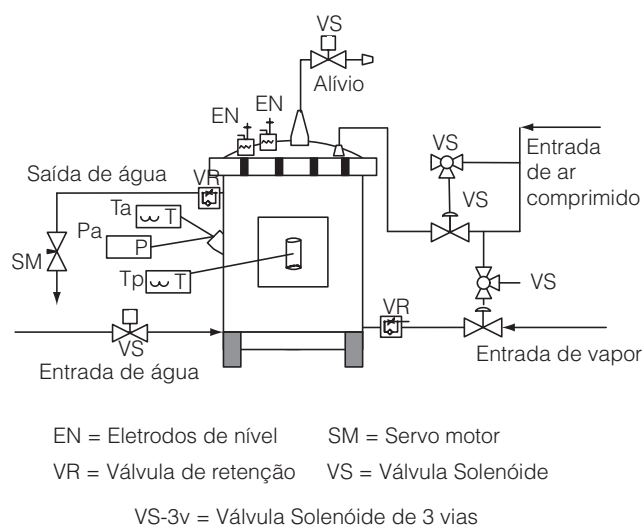 VS
Alívio
EN
EN
VS
Entrada
de ar
comprimido
Saída de água
VR
VS
Ta
T
Pa
P
SM
Tp
T
VS
VR
VS
Entrada de água
Entrada de vapor
EN = Eletrodos de nível
SM = Servo motor
VR = Válvula de retenção
VS = Válvula Solenóide
VS-3v = Válvula Solenóide de 3 vias